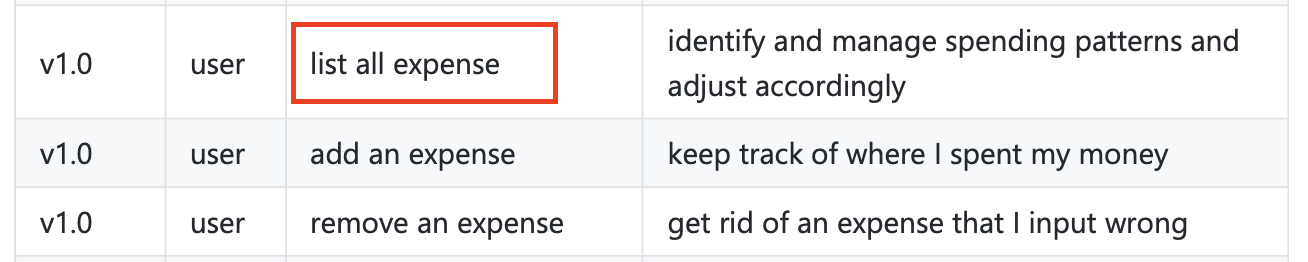 v1.0 user list all expense identify and manage spending patterns and
adjust accordingly
v1.0 user add an expense keep track of where I spent my money
v1.0 user remove an expense get rid of an expense that I input wrong